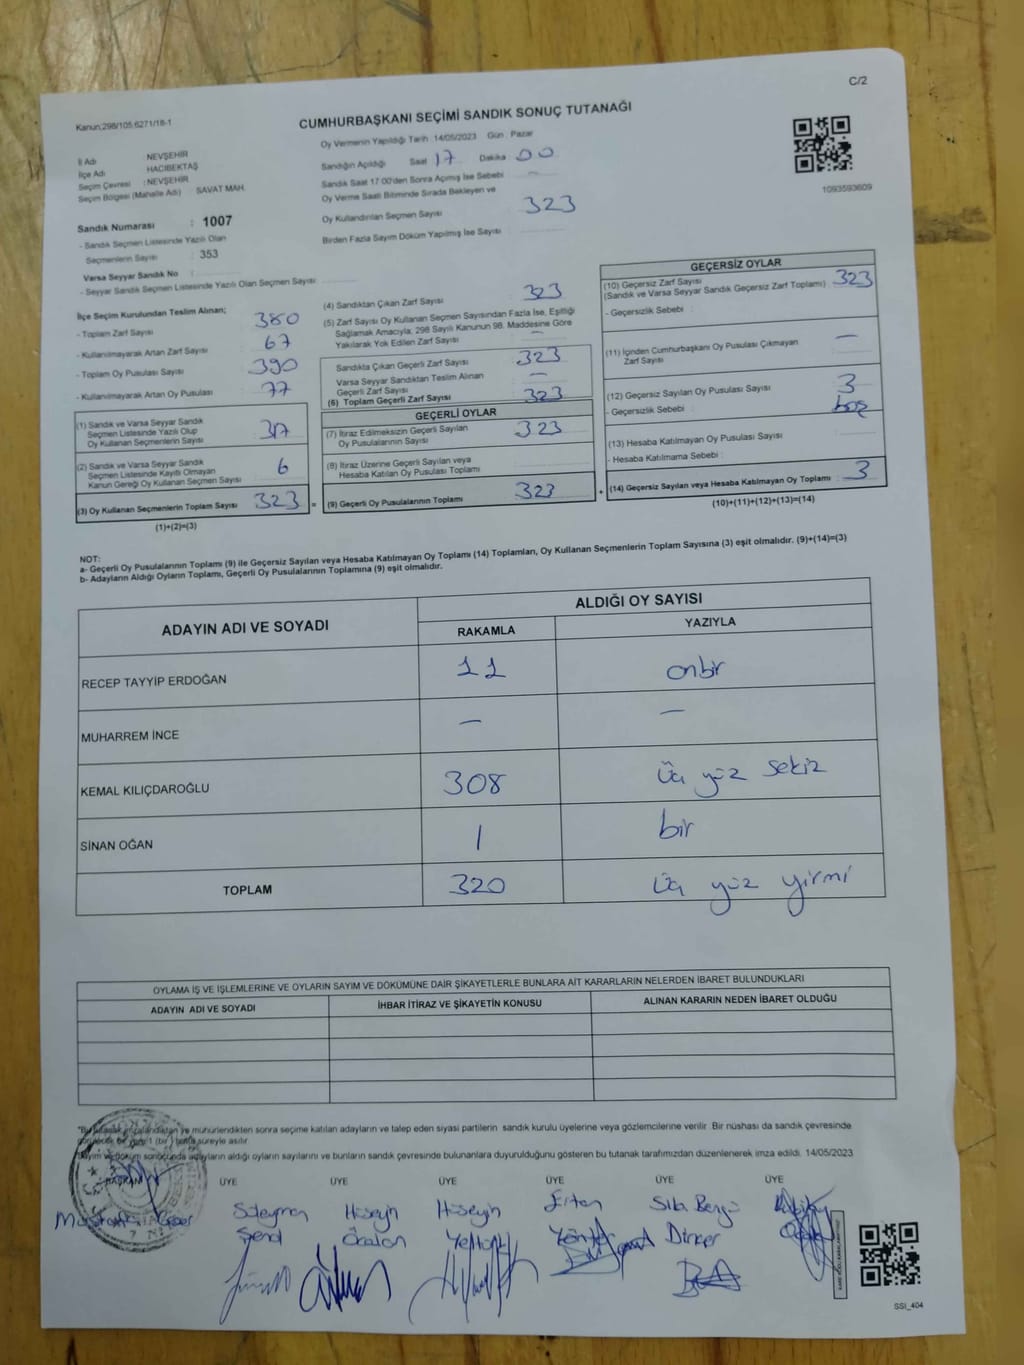 C/2
Kanun;298/105;6271/18-1
CUMHURBAŞKANI SEÇİMİ SANDIK SONUÇ TUTANAĞI
Oy Vermenin Yapıldığı Tarih :14/05/2023 Gün : Pazar
İl Adı : NEVŞEHİR
İlçe Adı : HACIBEKTAŞ
Seçim Çevresi : NEVŞEHİR
Seçim Bölgesi (Mahalle Adı) : SAVAT MAH.
Sandığın Açıldığı Saat 17 Dakika 00
Sandık Saat 17:00'den Sonra Açımış İse Sebebi –
Oy Verme Saati Bitiminde Sırada Bekleyen ve
Oy Kullandırılan Seçmen Sayısı 323
Birden Fazla Sayım Döküm Yapılmış İse Sayısı :
1093593609
Sandık Numarası : 1007
- Sandık Seçmen Listesinde Yazılı Olan
Seçmenlerin Sayısı : 353
Varsa Seyyar Sandık No :
- Seyyar Sandık Seçmen Listesinde Yazılı Olan Seçmen Sayısı:
İlçe Seçim Kurulundan Teslim Alınan;
- Toplam Zarf Sayısı : 380
- Kullanılmayarak Artan Zarf Sayısı : 67
- Toplam Oy Pusulası Sayısı : 390
- Kullanılmayarak Artan Oy Pusulası : 77
(1) Sandık ve Varsa Seyyar Sandık
Seçmen Listesinde Yazılı Olup
Oy Kullanan Seçmenlerin Sayısı : 317
(2) Sandık ve Varsa Seyyar Sandık
Seçmen Listesinde Kayıtlı Olmayan
Kanun Gereği Oy Kullanan Seçmen Sayısı : 6
(3) Oy Kullanan Seçmenlerin Toplam Sayısı : 323 =
(1)+(2)=(3)
(4) Sandıktan Çıkan Zarf Sayısı : 323
(5) Zarf Sayısı Oy Kullanan Seçmen Sayısından Fazla İse, Eşitliği
Sağlamak Amacıyla; 298 Sayılı Kanunun 98. Maddesine Göre
Yakılarak Yok Edilen Zarf Sayısı : –
Sandıkta Çıkan Geçerli Zarf Sayısı : 323
Varsa Seyyar Sandıktan Teslim Alınan
Geçerli Zarf Sayısı : –
(6) Toplam Geçerli Zarf Sayısı : 323
GEÇERLİ OYLAR
(7) İtiraz Edilmeksizin Geçerli Sayılan
Oy Pusulalarının Sayısı : 323
(8) İtiraz Üzerine Geçerli Sayılan veya
Hesaba Katılan Oy Pusulası Toplamı :
(9) Geçerli Oy Pusulalarının Toplamı : 323 +
GEÇERSİZ OYLAR
(10) Geçersiz Zarf Sayısı
(Sandık ve Varsa Seyyar Sandık Geçersiz Zarf Toplamı) 323
- Geçersizlik Sebebi :
(11) İçinden Cumhurbaşkanı Oy Pusulası Çıkmayan
Zarf Sayısı : –
(12) Geçersiz Sayılan Oy Pusulası Sayısı : 3
- Geçersizlik Sebebi : boş
(13) Hesaba Katılmayan Oy Pusulası Sayısı :
- Hesaba Katılmama Sebebi :
(14) Geçersiz Sayılan veya Hesaba Katılmayan Oy Toplamı : 3
(10)+(11)+(12)+(13)=(14)
NOT:
a- Geçerli Oy Pusulalarının Toplamı (9) ile Geçersiz Sayılan veya Hesaba Katılmayan Oy Toplamı (14) Toplamları, Oy Kullanan Seçmenlerin Toplam Sayısına (3) eşit olmalıdır. (9)+(14)=(3)
b- Adayların Aldığı Oyların Toplamı, Geçerli Oy Pusulalarının Toplamına (9) eşit olmalıdır.
ADAYIN ADI VE SOYADI ALDIĞI OY SAYISI
RAKAMLA YAZIYLA
RECEP TAYYİP ERDOĞAN 11 onbir
MUHARREM İNCE – –
KEMAL KILIÇDAROĞLU 308 Üç yüz sekiz
SİNAN OĞAN 1 bir
TOPLAM 320 Üç yüz yirmi
OYLAMA İŞ VE İŞLEMLERİNE VE OYLARIN SAYIM VE DÖKÜMÜNE DAİR ŞİKAYETLERLE BUNLARA AİT KARARLARIN NELERDEN İBARET BULUNDUKLARI
ADAYIN ADI VE SOYADI İHBAR İTİRAZ VE ŞİKAYETİN KONUSU ALINAN KARARIN NEDEN İBARET OLDUĞU
*Bu tutanak imzalandıktan ve mühürlendikten sonra seçime katılan adayların ve talep eden siyasi partilerin sandık kurulu üyelerine veya gözlemcilerine verilir. Bir nüshası da sandık çevresinde
görülecek bir yere 1 (bir) hafta süreyle asılır.
Sayım ve döküm sonucunda adayların aldığı oyların sayılarını ve bunların sandık çevresinde bulunanlara duyurulduğunu gösteren bu tutanak tarafımızdan düzenlenerek imza edildi. 14/05/2023
BAŞKAN ÜYE ÜYE ÜYE ÜYE ÜYE ÜYE
Süleyman Hüseyin Hüseyin Sıla Bengü
Dinçer
SSI_404